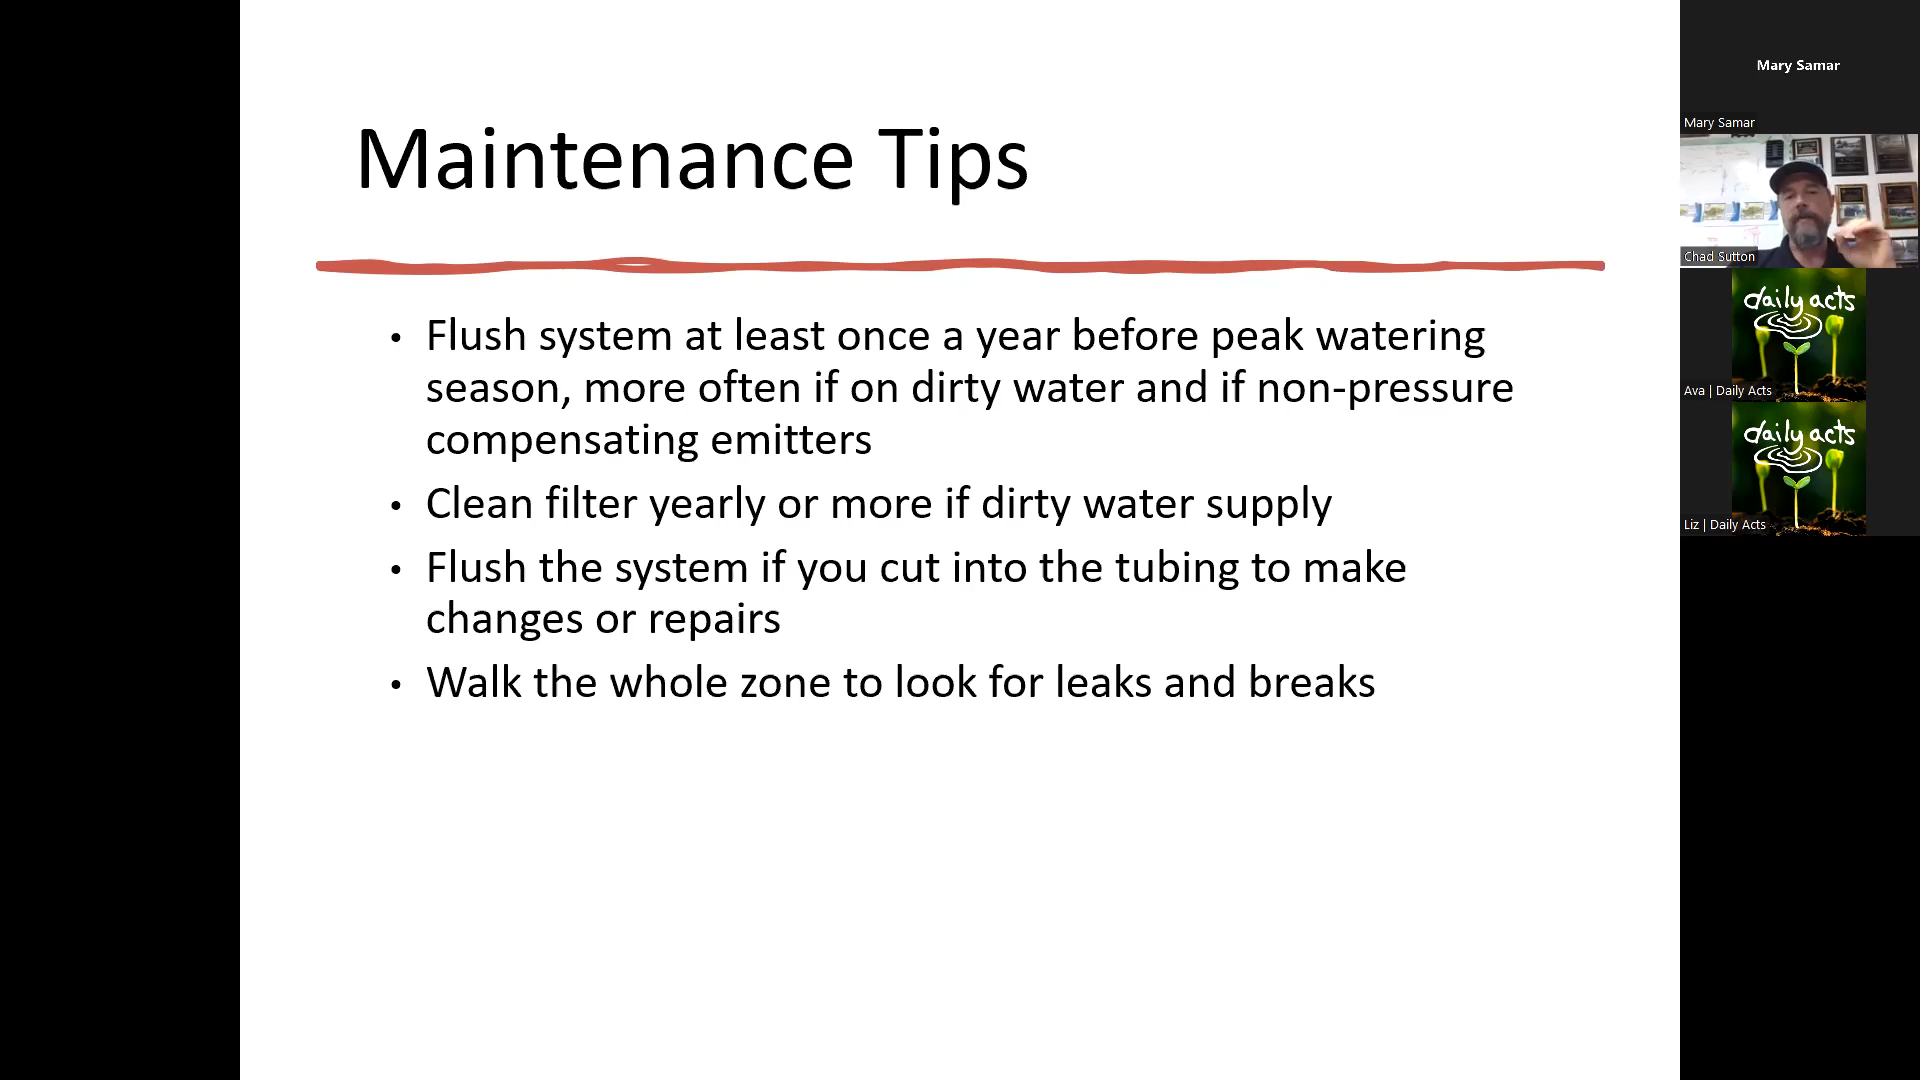 Maintenance Tips
• Flush system at least once a year before peak watering
season, more often if on dirty water and if non-pressure
compensating emitters
• Clean filter yearly or more if dirty water supply
• Flush the system if you cut into the tubing to make
changes or repairs
• Walk the whole zone to look for leaks and breaks
Mary Samar
Mary Samar
Chad Sutton
daily acts
Ava | Daily Acts
daily acts
Liz | Daily Acts